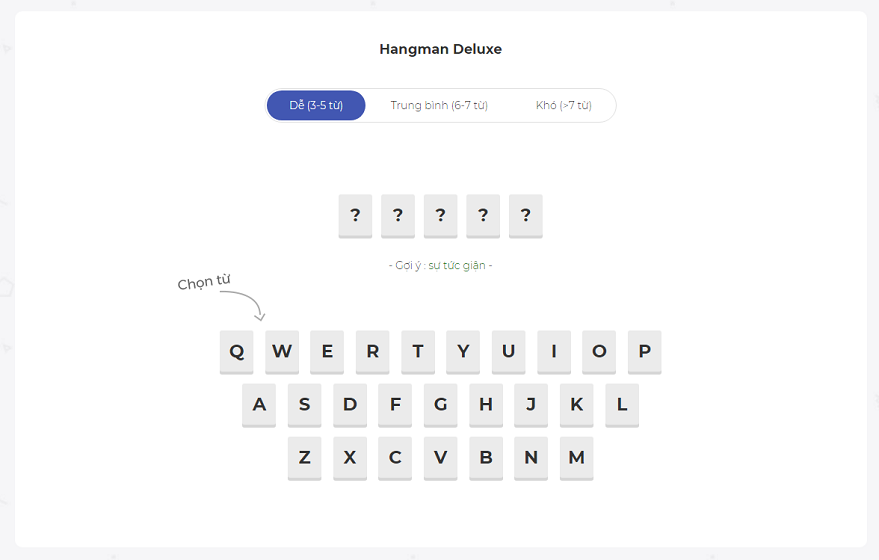 Hangman Deluxe
Dễ (3-5 từ) Trung bình (6-7 từ) Khó (>7 từ)
? ? ? ? ?
- Gợi ý : sự tức giận -
Chọn từ
Q W E R T Y U I O P
A S D F G H J K L
Z X C V B N M